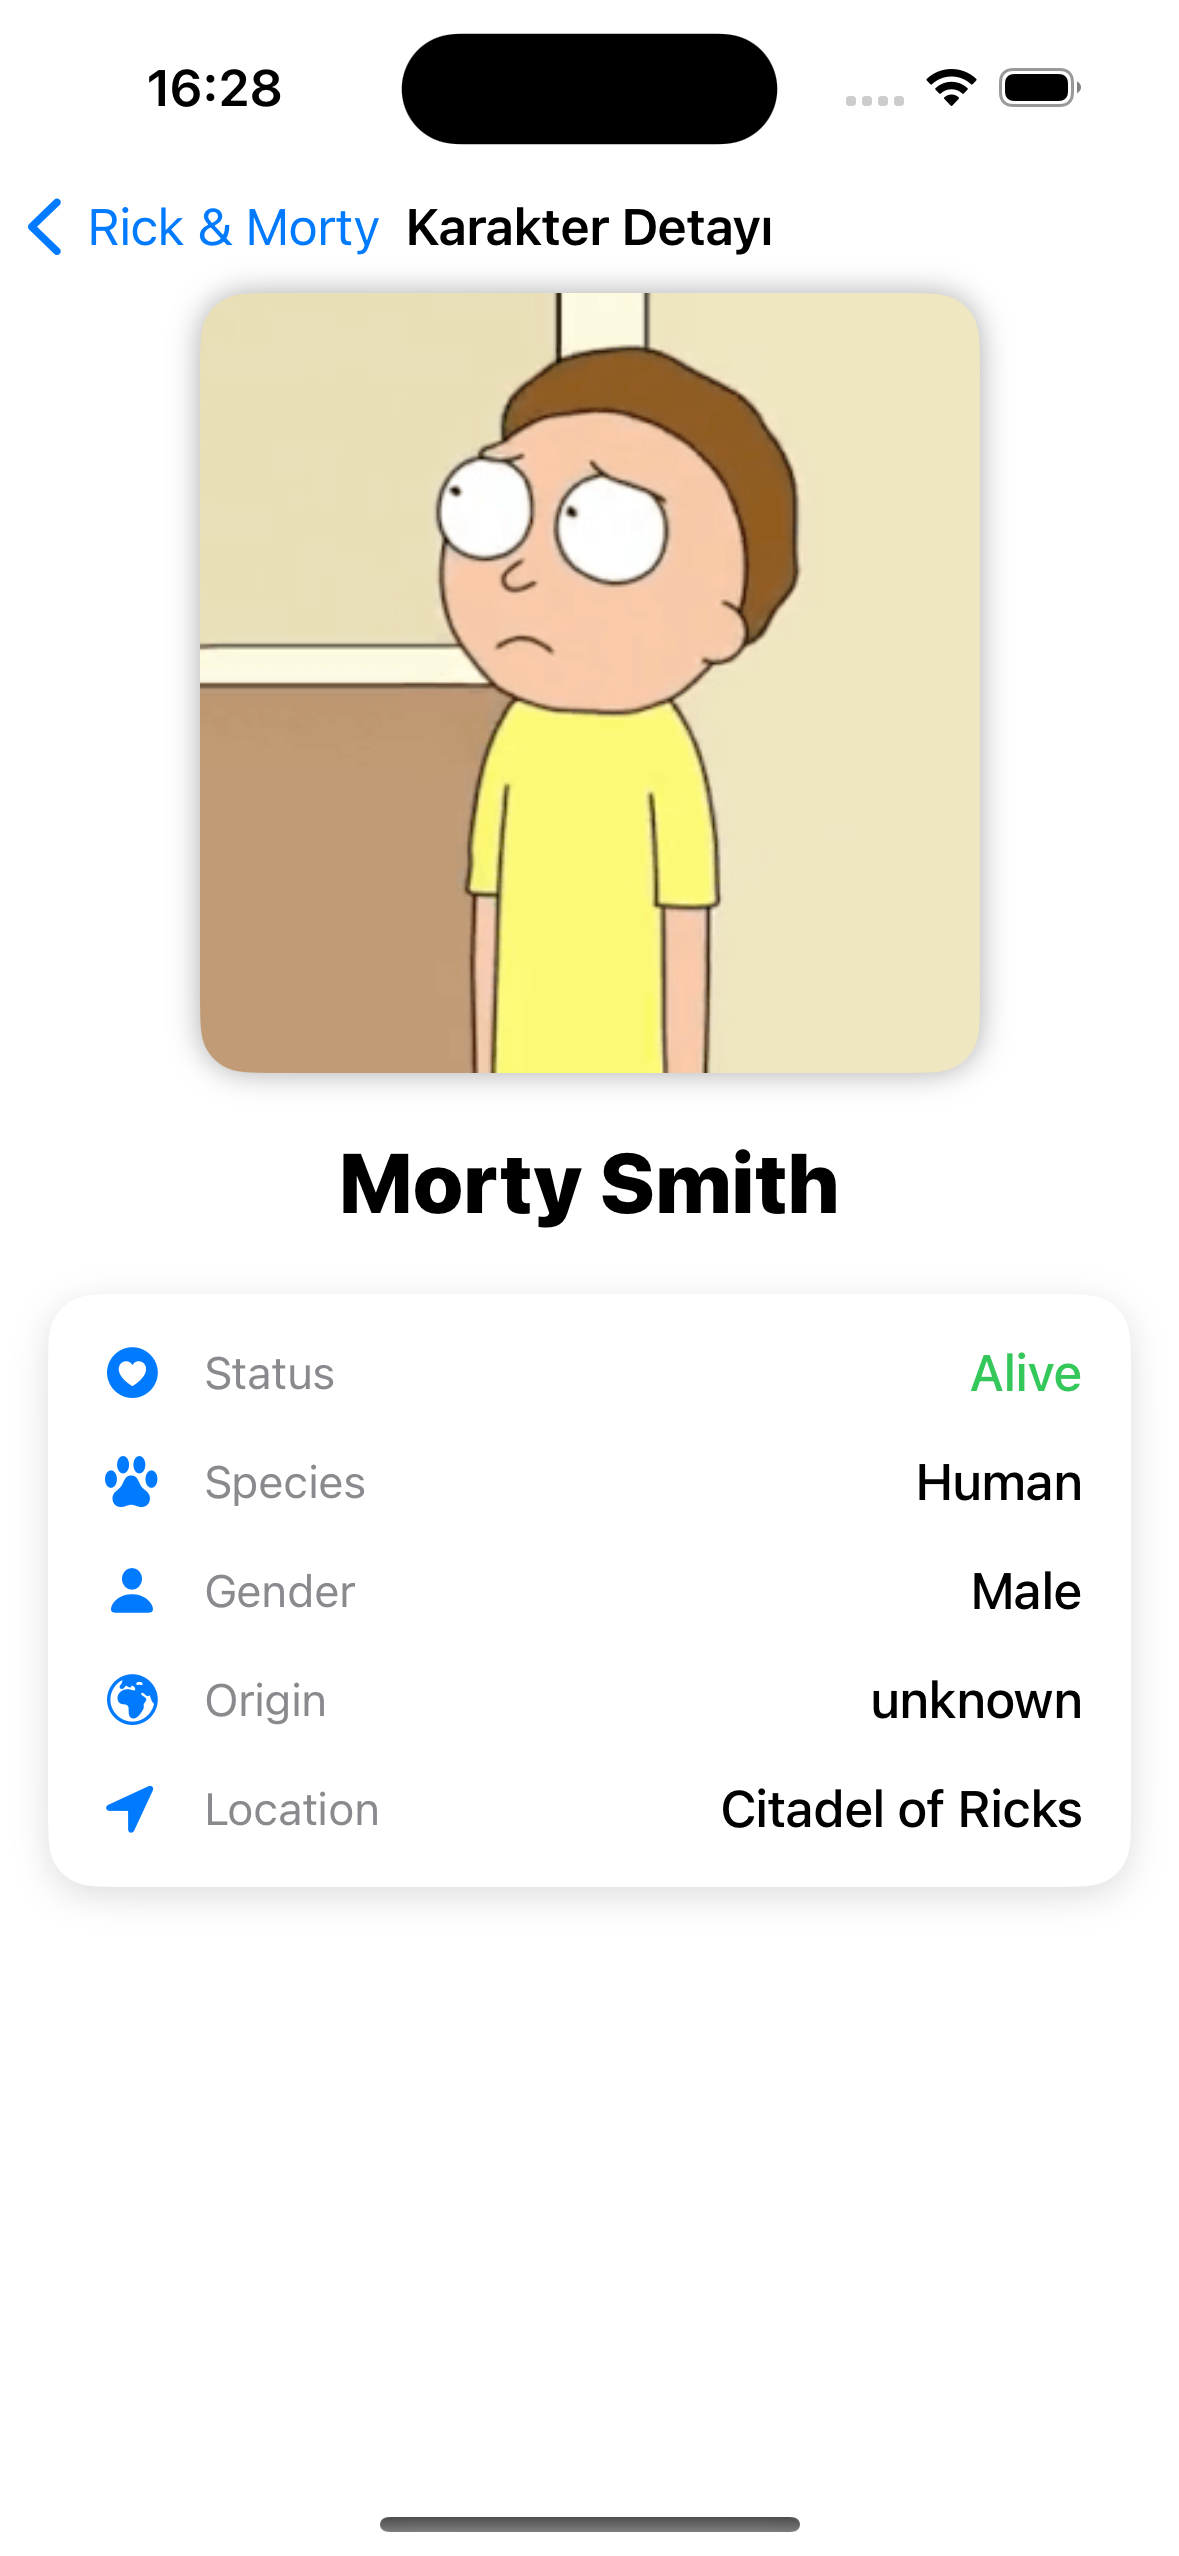 16:28
Rick & Morty Karakter Detayı
Morty Smith
Status Alive
Species Human
Gender Male
Origin unknown
Location Citadel of Ricks